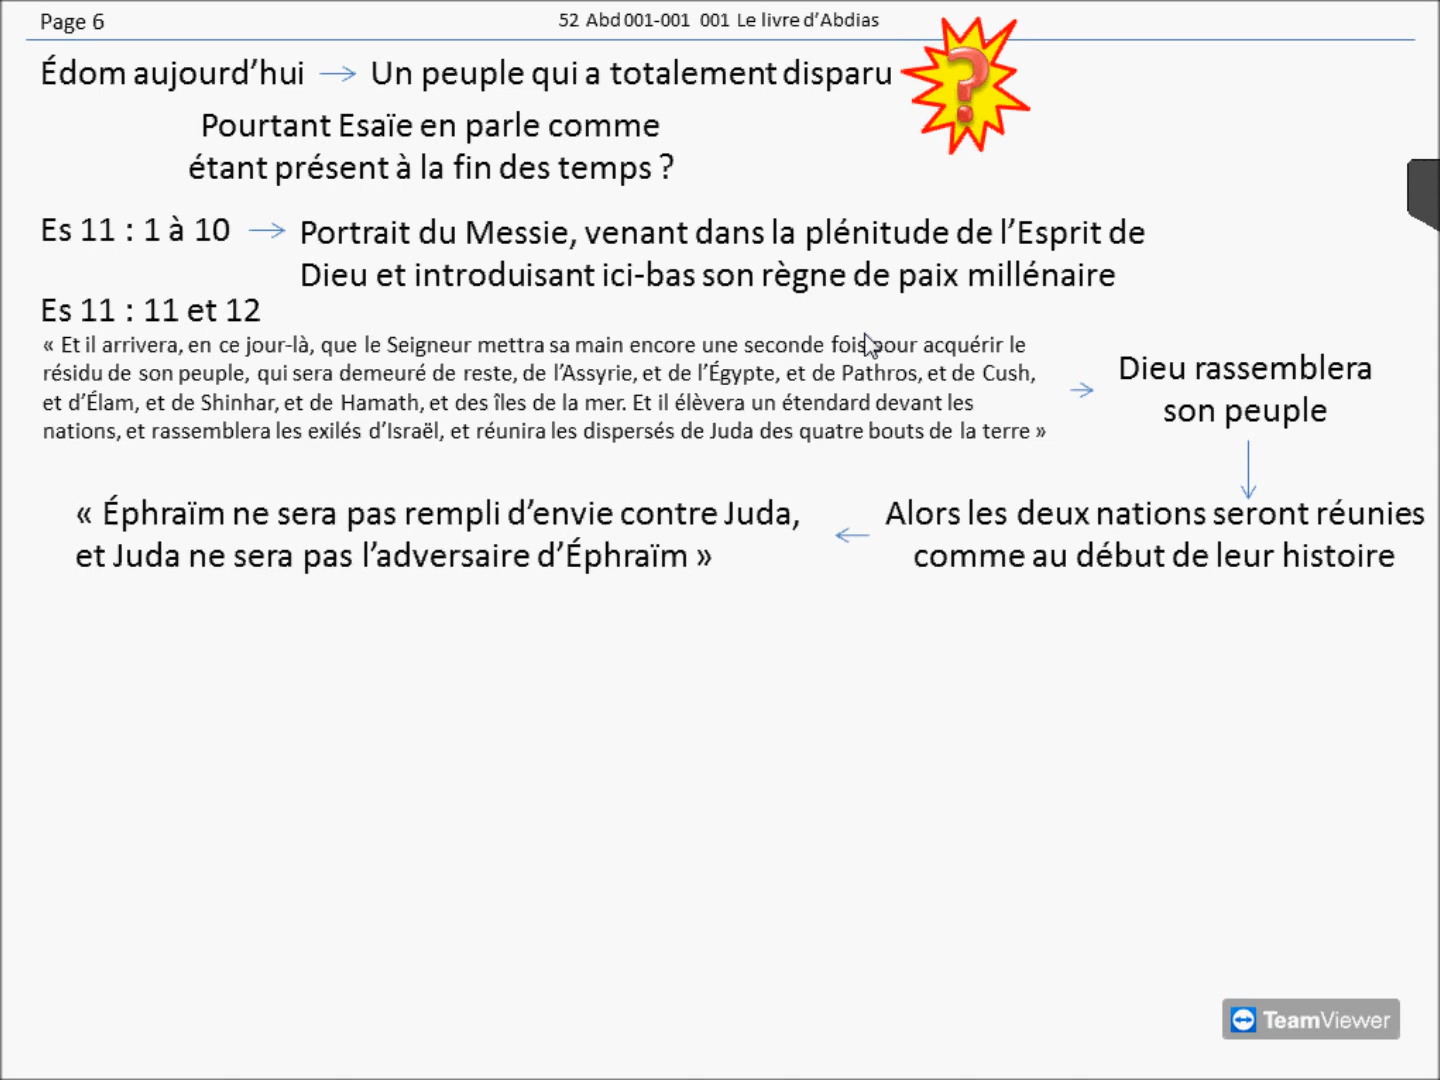 Page 6
52 Abd 001-001 001 Le livre d’Abdias
Édom aujourd’hui → Un peuple qui a totalement disparu ?
Pourtant Esaïe en parle comme
étant présent à la fin des temps ?
Es 11 : 1 à 10 → Portrait du Messie, venant dans la plénitude de l’Esprit de
Dieu et introduisant ici-bas son règne de paix millénaire
Es 11 : 11 et 12
« Et il arrivera, en ce jour-là, que le Seigneur mettra sa main encore une seconde fois pour acquérir le
résidu de son peuple, qui sera demeuré de reste, de l’Assyrie, et de l’Égypte, et de Pathros, et de Cush,
et d’Élam, et de Shinhar, et de Hamath, et des îles de la mer. Et il élèvera un étendard devant les
nations, et rassemblera les exilés d’Israël, et réunira les dispersés de Juda des quatre bouts de la terre »
Dieu rassemblera
son peuple
Alors les deux nations seront réunies
comme au début de leur histoire
« Éphraïm ne sera pas rempli d’envie contre Juda,
et Juda ne sera pas l’adversaire d’Éphraïm »
TeamViewer